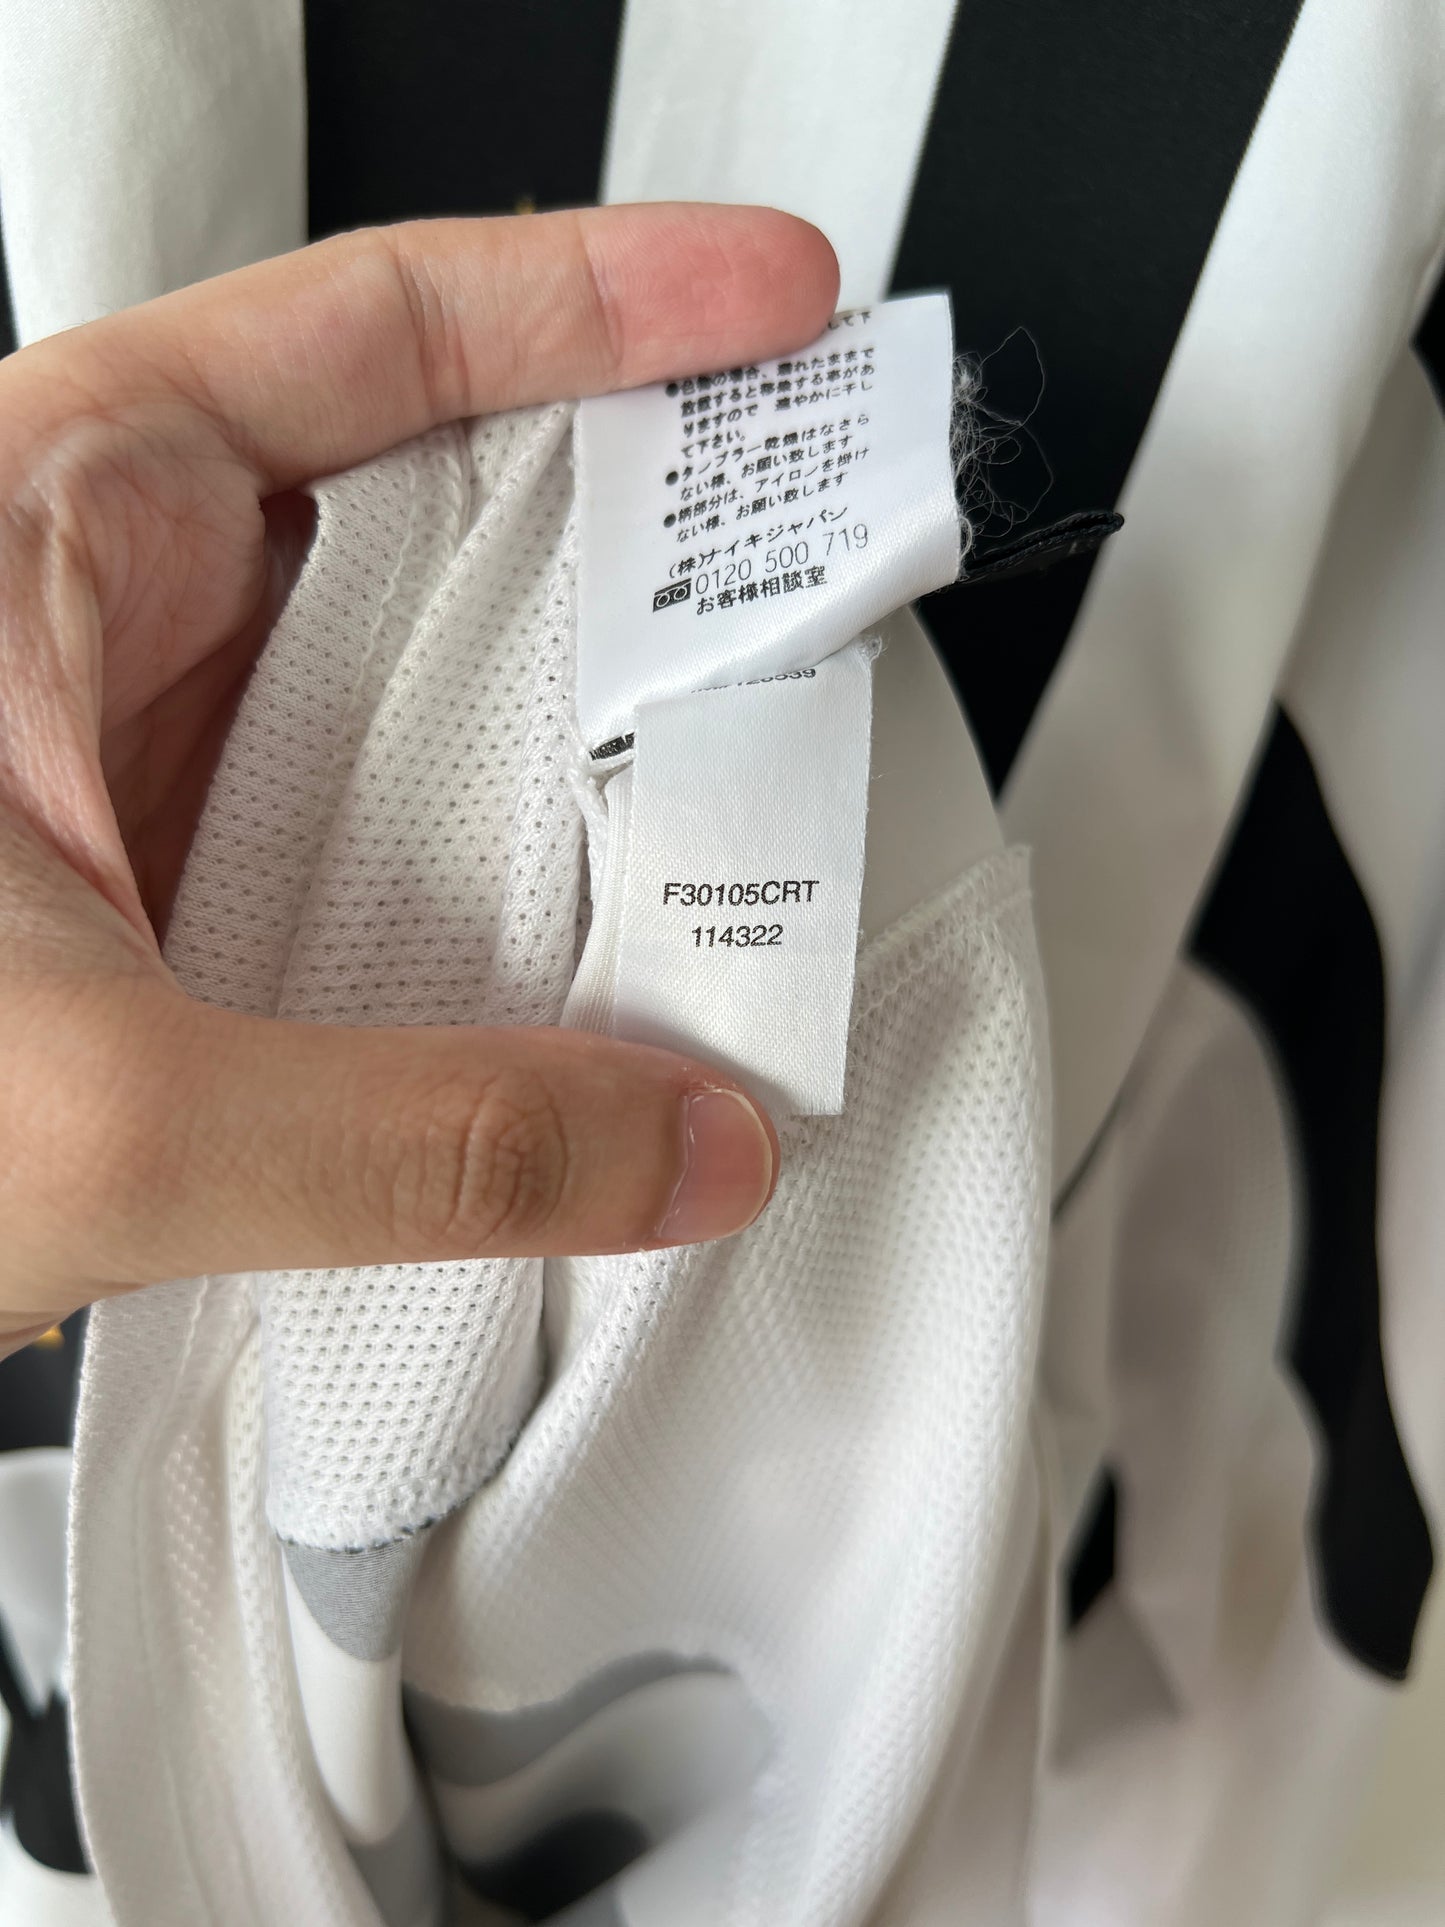 して下
●色物の場合、濡れたままで
放置すると移染する事があ
りますので 速やかに干し
て下さい。
●タンブラー乾燥はなさら
ない様、お願い致します
●柄部分は、アイロンを掛け
ない様、お願い致します
(株)ナイキジャパン
0120 500 719
お客様相談室
F30105CRT
114322